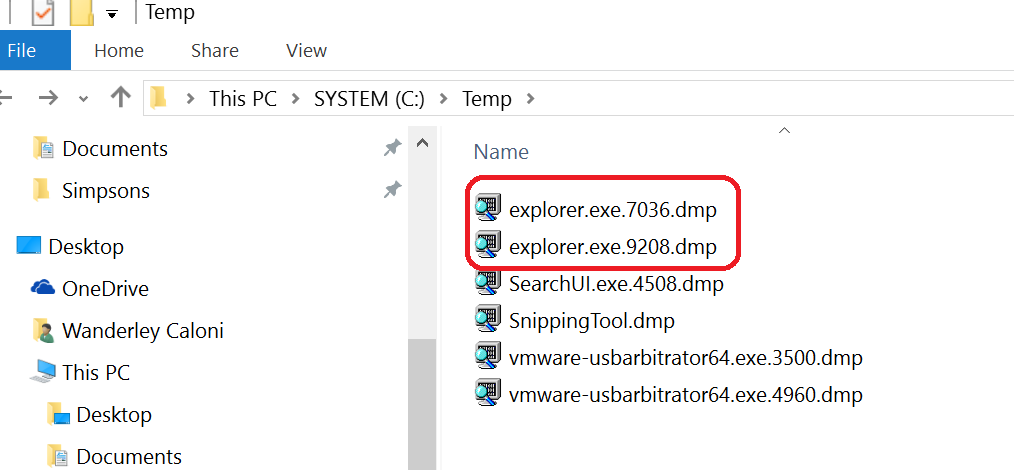 Temp
File Home Share View
This PC SYSTEM (C:) Temp
Documents
Simpsons
Desktop
OneDrive
Wanderley Caloni
This PC
Desktop
Documents
Name
explorer.exe.7036.dmp
explorer.exe.9208.dmp
SearchUI.exe.4508.dmp
SnippingTool.dmp
vmware-usbarbitrator64.exe.3500.dmp
vmware-usbarbitrator64.exe.4960.dmp